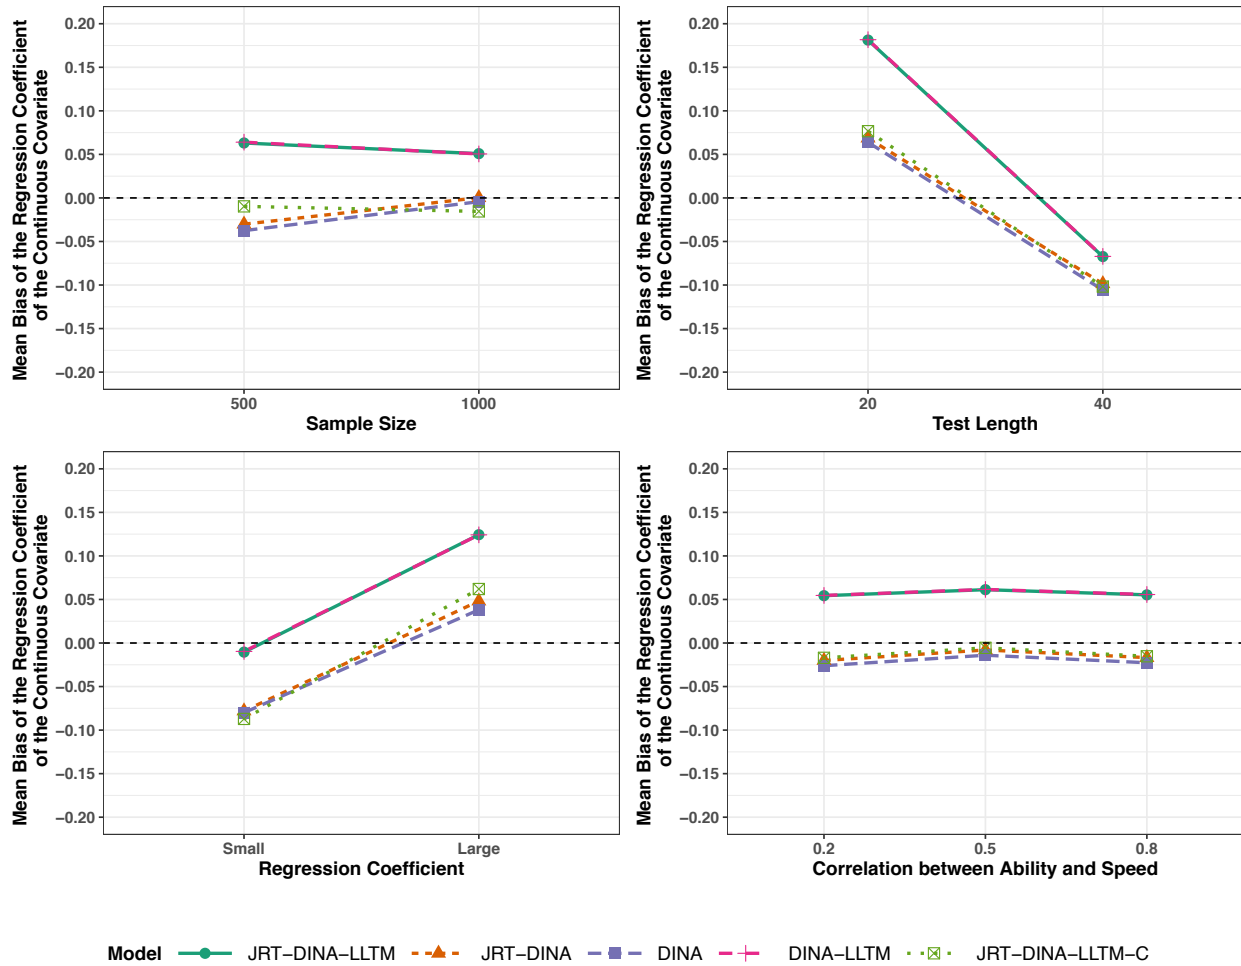 Mean Bias of the Regression Coefficient
of the Continuous Covariate
0.20
0.15
0.10
0.05
0.00
−0.05
−0.10
−0.15
−0.20
500
1000
Sample Size
Mean Bias of the Regression Coefficient
of the Continuous Covariate
0.20
0.15
0.10
0.05
0.00
−0.05
−0.10
−0.15
−0.20
20
40
Test Length
Mean Bias of the Regression Coefficient
of the Continuous Covariate
0.20
0.15
0.10
0.05
0.00
−0.05
−0.10
−0.15
−0.20
Small
Large
Regression Coefficient
Mean Bias of the Regression Coefficient
of the Continuous Covariate
0.20
0.15
0.10
0.05
0.00
−0.05
−0.10
−0.15
−0.20
0.2
0.5
0.8
Correlation between Ability and Speed
Model JRT−DINA−LLTM JRT−DINA DINA DINA−LLTM JRT−DINA−LLTM−C